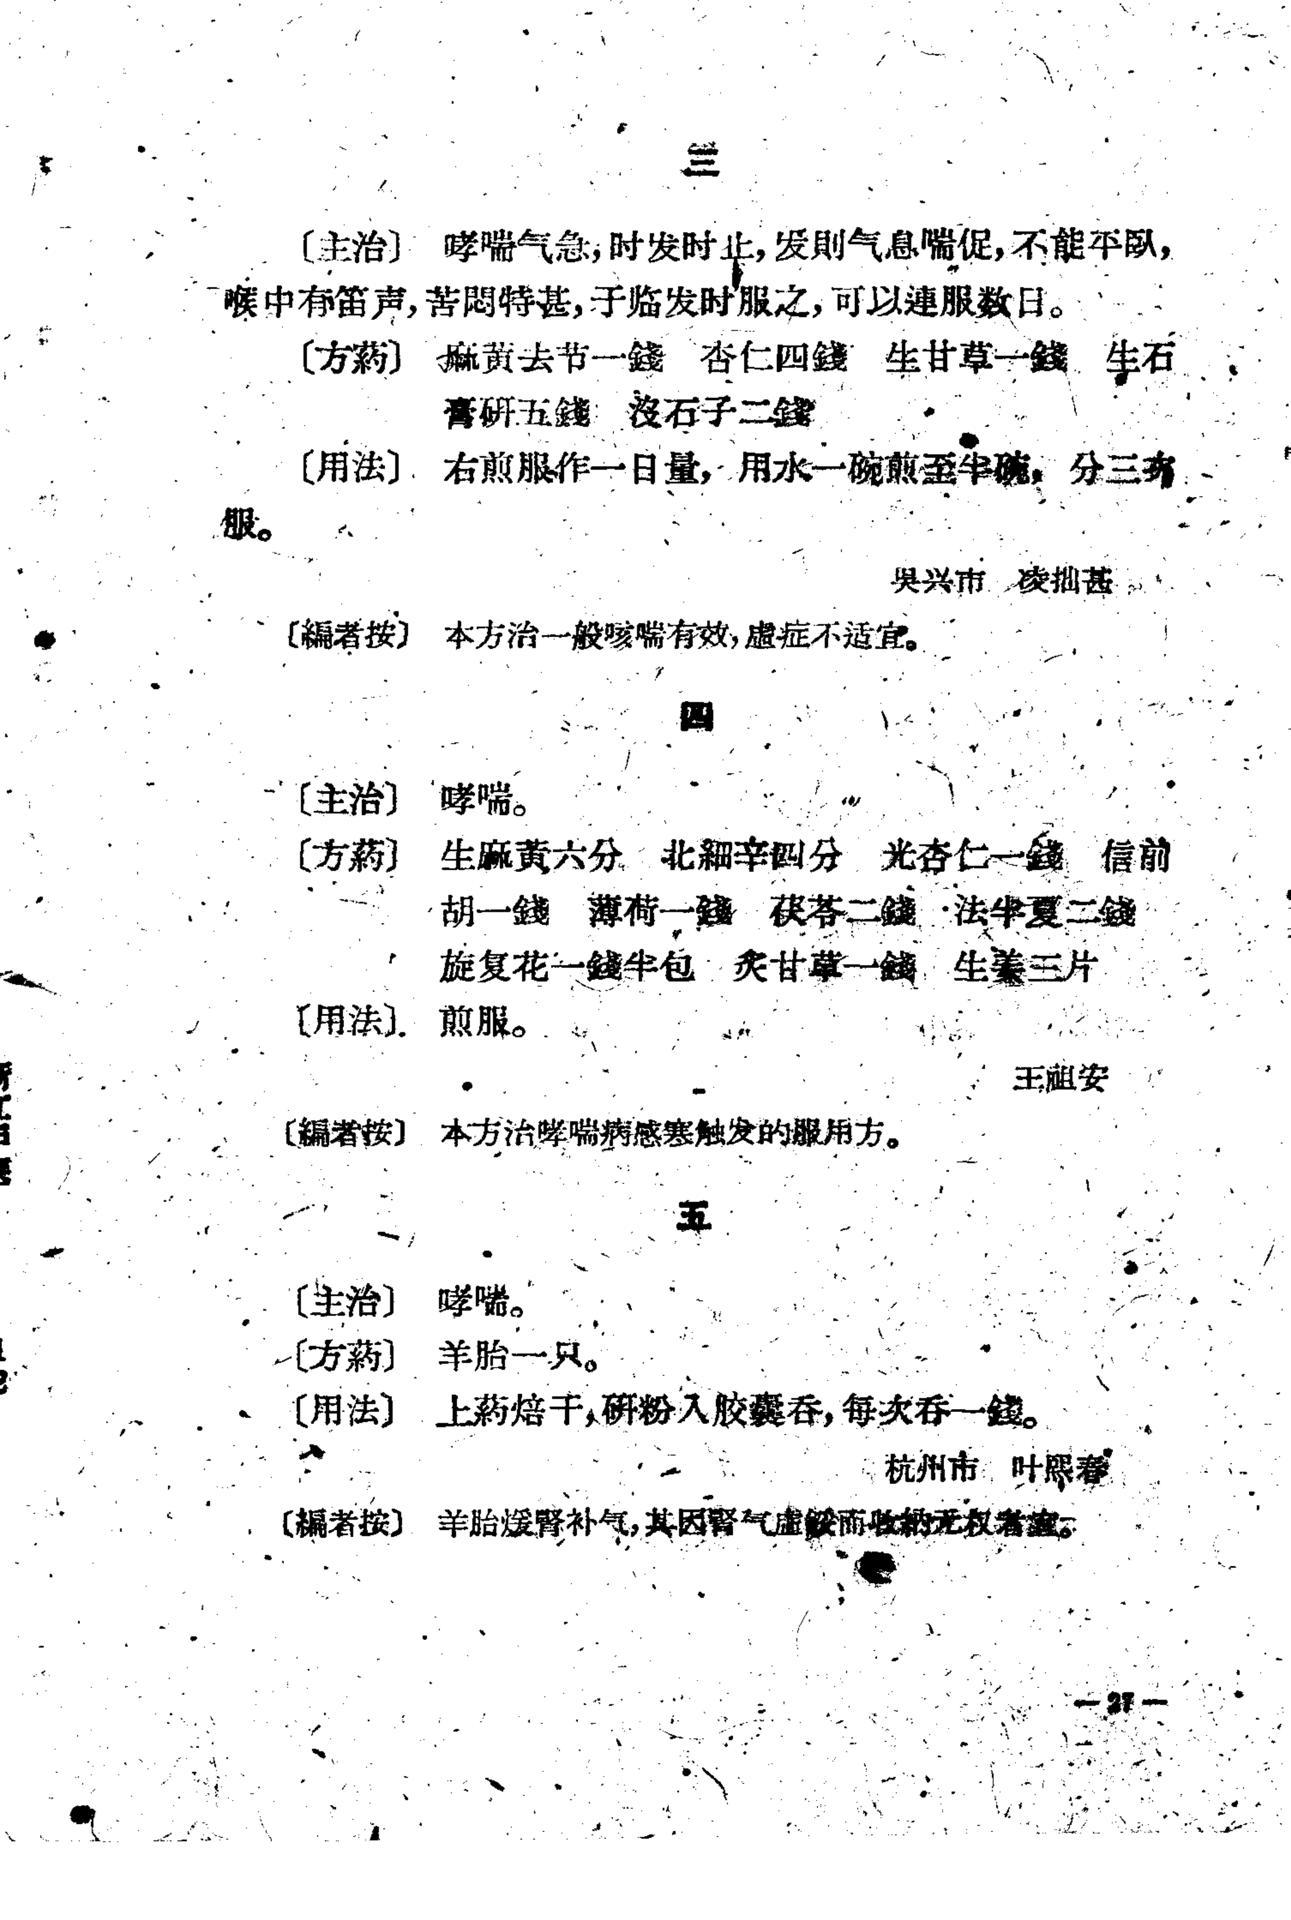 三
〔主治〕 哮喘气急，时发时止，发則气息喘促，不能平臥，
喉中有笛声，苦悶特甚，于临发时服之，可以連服数日。
〔方葯〕 麻黄去节一錢 杏仁四錢 生甘草一錢 生石
膏研五錢 沒石子二錢
〔用法〕 右煎服作一日量，用水一碗煎至半碗，分三次
服。
吳兴市 凌拙甚
〔編者按〕 本方治一般咳喘有效，虛症不适宜。
四
〔主治〕 哮喘。
〔方葯〕 生麻黄六分 北細辛四分 光杏仁一錢 信前
胡一錢 薄荷一錢 茯苓二錢 法半夏二錢
旋复花一錢半包 炙甘草一錢 生姜三片
〔用法〕 煎服。
王祖安
〔編者按〕 本方治哮喘病感寒触发的服用方。
五
〔主治〕 哮喘。
〔方葯〕 羊胎一只。
〔用法〕 上葯焙干，研粉入胶囊吞，每次吞一錢。
杭州市 叶熙春
〔編者按〕 羊胎煖腎补气，其因腎气虛餒而收納无权者宜。
— 27 —